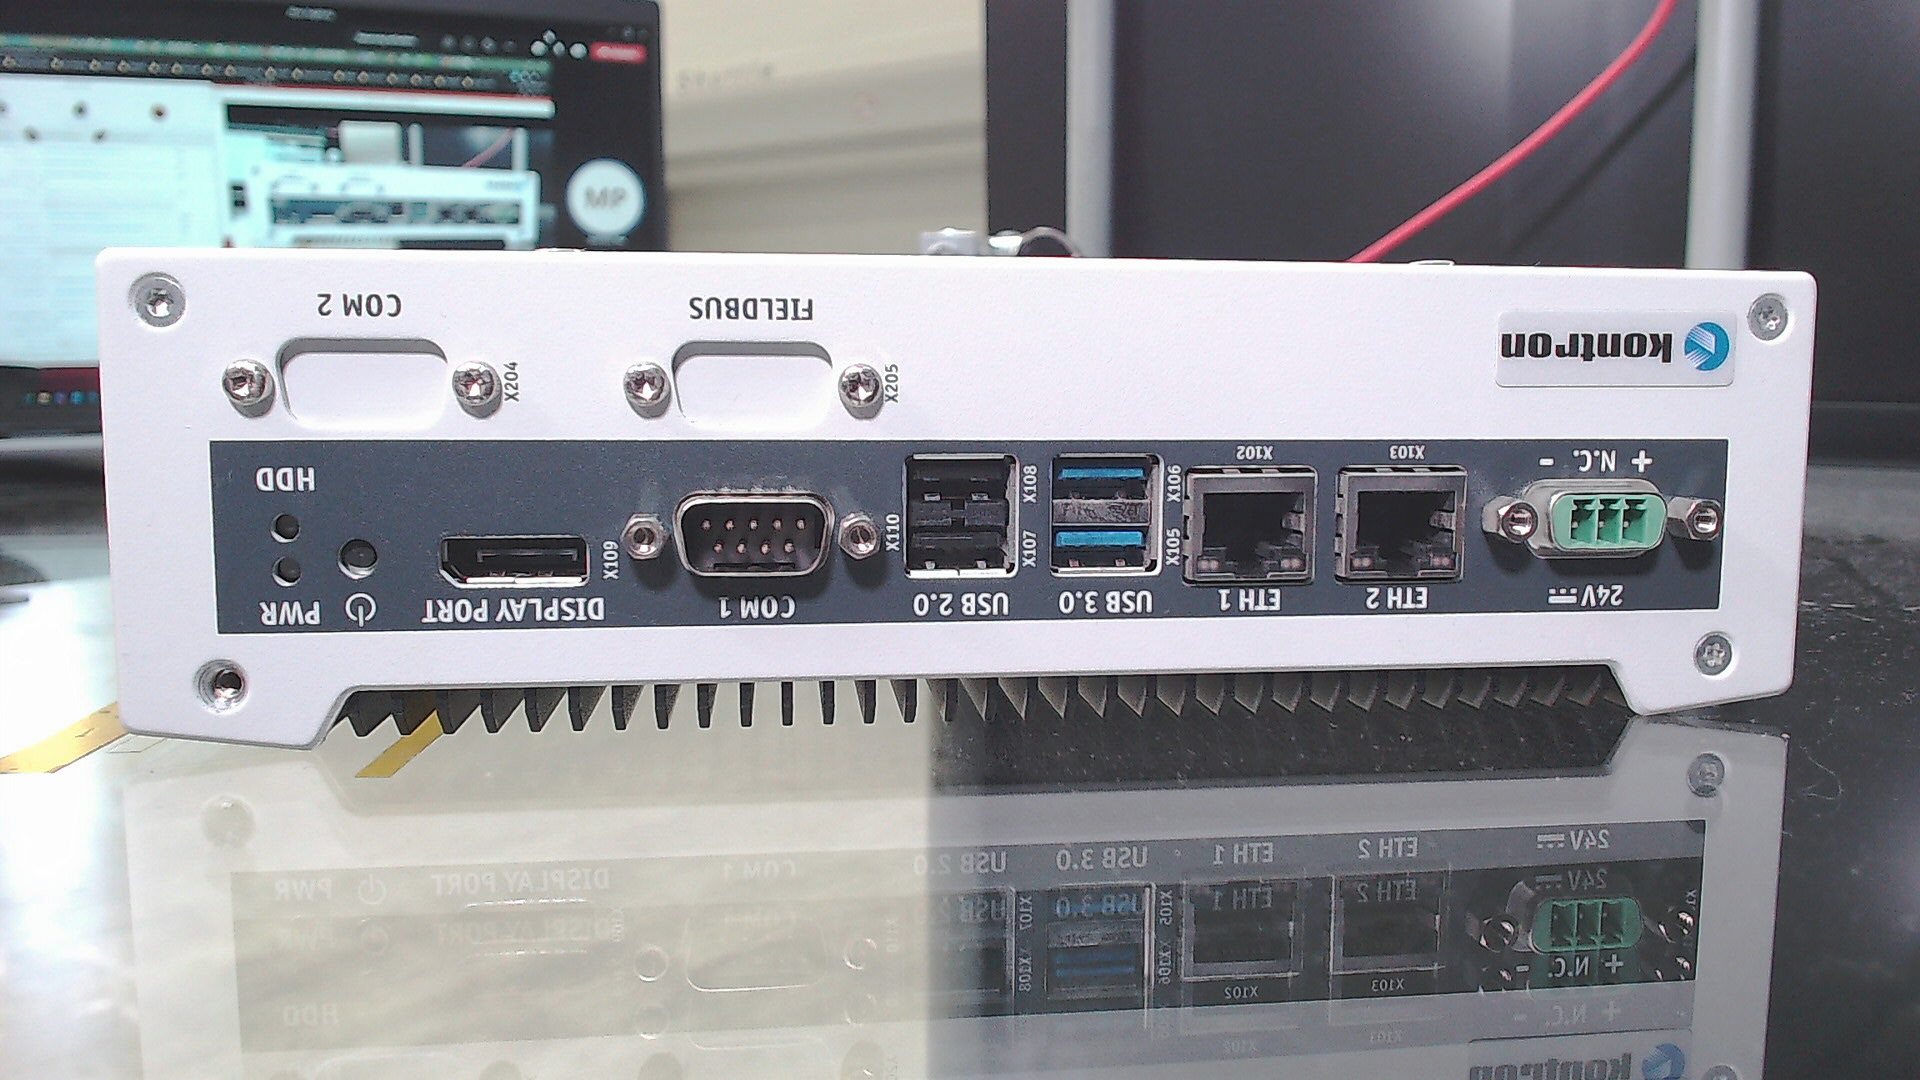 MP
kontron
24V
ETH 2
ETH 1
USB 3.0
USB 2.0
COM 1
DISPLAY PORT
PWR
+ N.C. -
X103
X102
X105
X106
X107
X108
X110
X109
HDD
FIELDBUS
X205
COM 2
X204